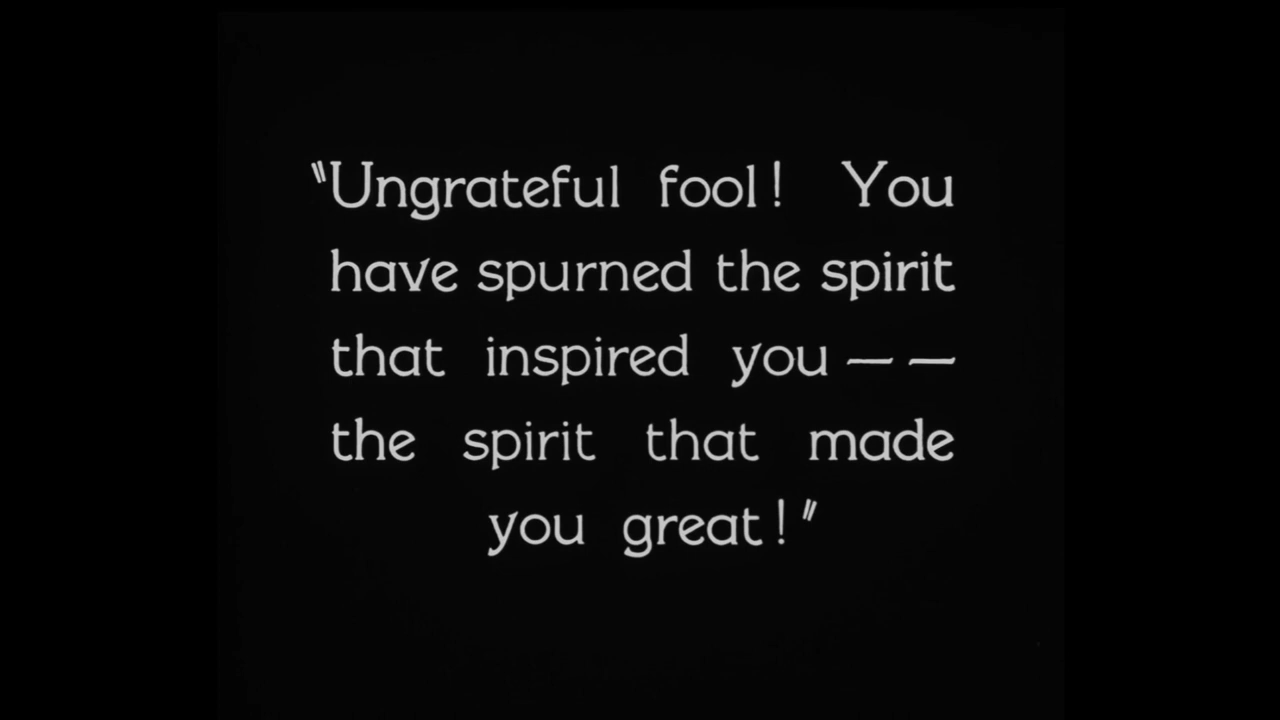 "Ungrateful fool! You
have spurned the spirit
that inspired you — —
the spirit that made
you great!"